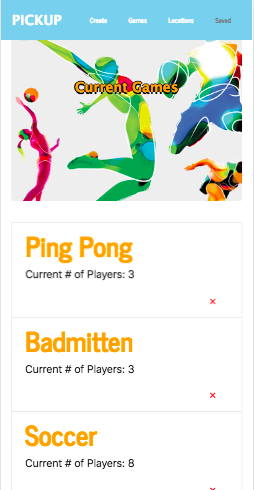 PICKUP Create Games Locations Saved
Current Games
Ping Pong
Current # of Players: 3
×
Badmitten
Current # of Players: 3
×
Soccer
Current # of Players: 8
×